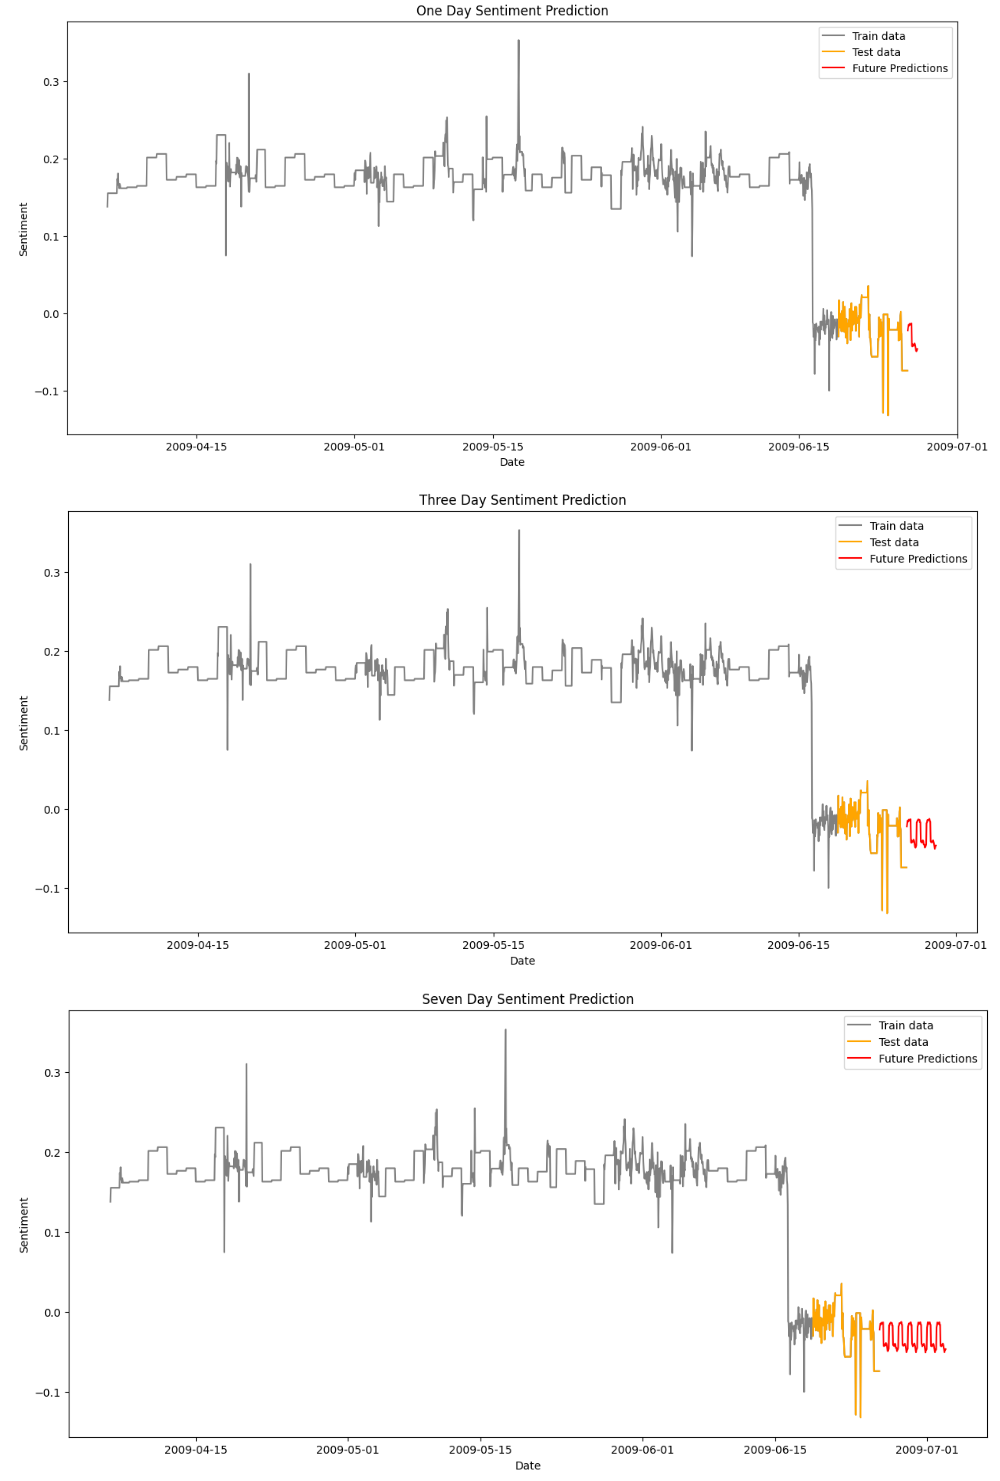 One Day Sentiment Prediction
Train data
Test data
Future Predictions
0.3
0.2
0.1
0.0
−0.1
Sentiment
2009-04-15 2009-05-01 2009-05-15 2009-06-01 2009-06-15 2009-07-01
Date
Three Day Sentiment Prediction
Train data
Test data
Future Predictions
0.3
0.2
0.1
0.0
−0.1
Sentiment
2009-04-15 2009-05-01 2009-05-15 2009-06-01 2009-06-15 2009-07-01
Date
Seven Day Sentiment Prediction
Train data
Test data
Future Predictions
0.3
0.2
0.1
0.0
−0.1
Sentiment
2009-04-15 2009-05-01 2009-05-15 2009-06-01 2009-06-15 2009-07-01
Date